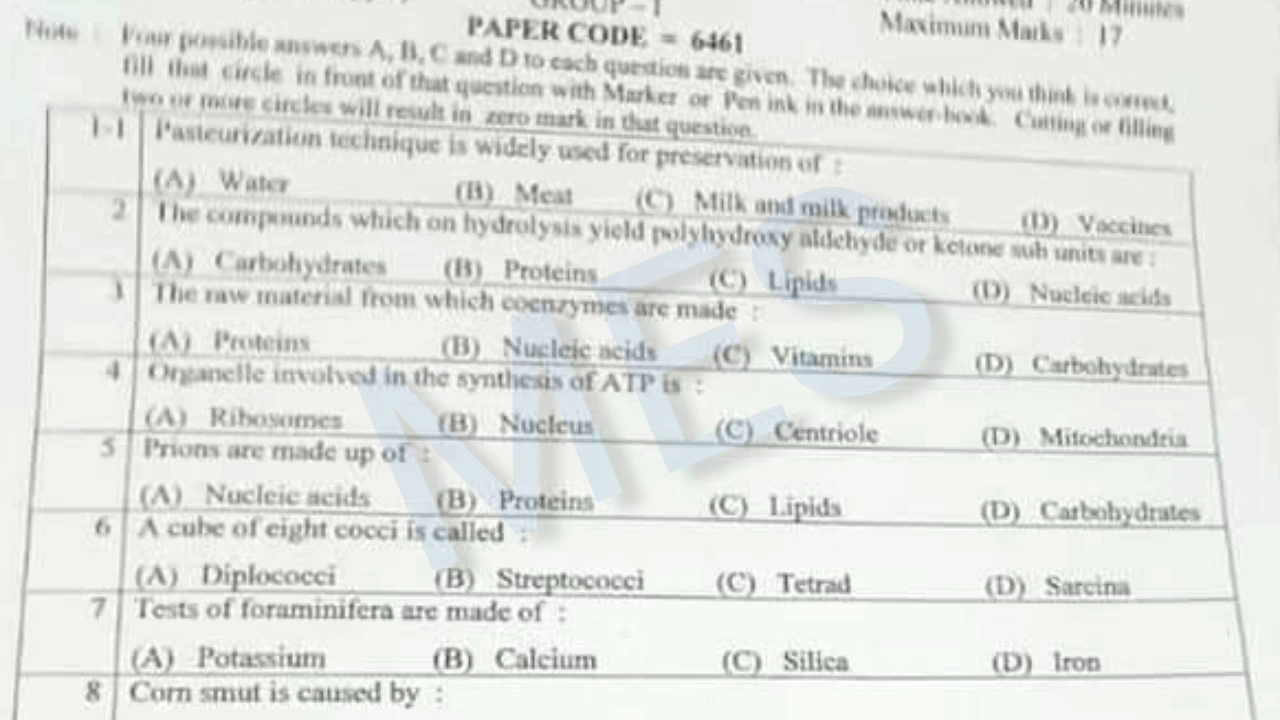 GROUP - I
20 Minutes
PAPER CODE = 6461
Maximum Marks : 17
Note : Four possible answers A, B, C and D to each question are given. The choice which you think is correct,
fill that circle in front of that question with Marker or Pen ink in the answer-book. Cutting or filling
two or more circles will result in zero mark in that question.
1-1 Pasteurization technique is widely used for preservation of :
(A) Water (B) Meat (C) Milk and milk products (D) Vaccines
2 The compounds which on hydrolysis yield polyhydroxy aldehyde or ketone sub units are :
(A) Carbohydrates (B) Proteins (C) Lipids (D) Nucleic acids
3 The raw material from which coenzymes are made :
(A) Proteins (B) Nucleic acids (C) Vitamins (D) Carbohydrates
4 Organelle involved in the synthesis of ATP is :
(A) Ribosomes (B) Nucleus (C) Centriole (D) Mitochondria
5 Prions are made up of :
(A) Nucleic acids (B) Proteins (C) Lipids (D) Carbohydrates
6 A cube of eight cocci is called :
(A) Diplococci (B) Streptococci (C) Tetrad (D) Sarcina
7 Tests of foraminifera are made of :
(A) Potassium (B) Calcium (C) Silica (D) Iron
8 Corn smut is caused by :
MES